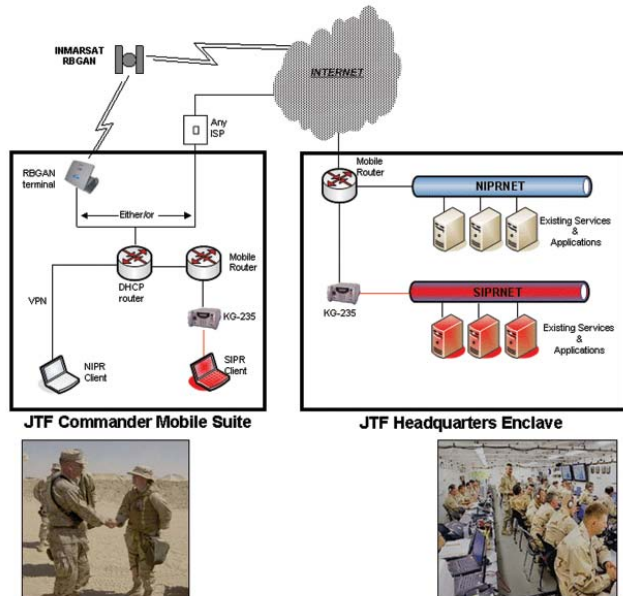 INMARSAT
RBGAN
INTERNET
Any
ISP
RBGAN
terminal
Either/or
DHCP
router
Mobile
Router
VPN
KG-235
NIPR
Client
SIPR
Client
JTF Commander Mobile Suite
Mobile
Router
NIPRNET
Existing Services
&
Applications
SIPRNET
KG-235
Existing Services
&
Applications
JTF Headquarters Enclave